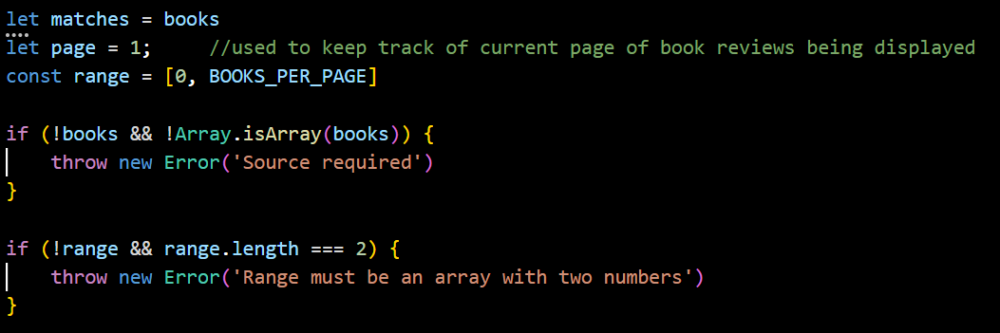 let matches = books
let page = 1;     //used to keep track of current page of book reviews being displayed
const range = [0, BOOKS_PER_PAGE]

if (!books && !Array.isArray(books)) {
    throw new Error('Source required')
}

if (!range && range.length === 2) {
    throw new Error('Range must be an array with two numbers')
}